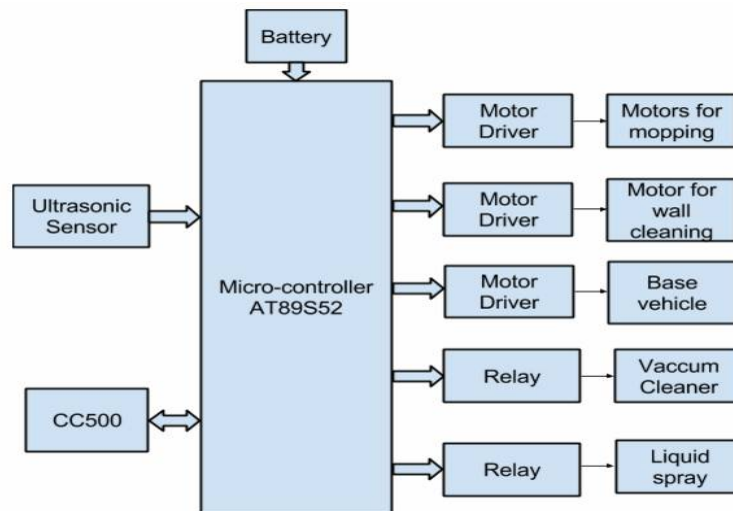 Battery
Motor
Driver
Motors for
mopping
Ultrasonic
Sensor
Motor
Driver
Motor for
wall
cleaning
Micro-controller
AT89S52
Motor
Driver
Base
vehicle
Relay
Vaccum
Cleaner
CC500
Relay
Liquid
spray